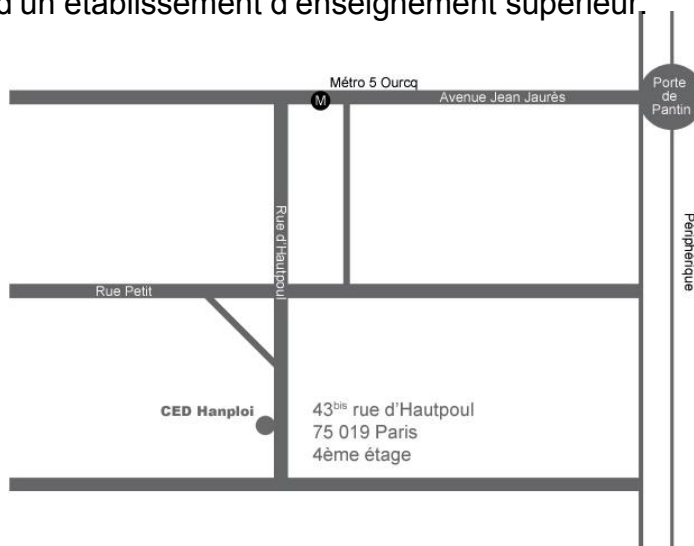 d'un établissement d'enseignement supérieur.
Métro 5 Ourcq
M
Avenue Jean Jaurès
Porte
de
Pantin
Rue d'Hautpoul
Périphérique
Rue Petit
CED Hanploi
43bis rue d'Hautpoul
75 019 Paris
4ème étage